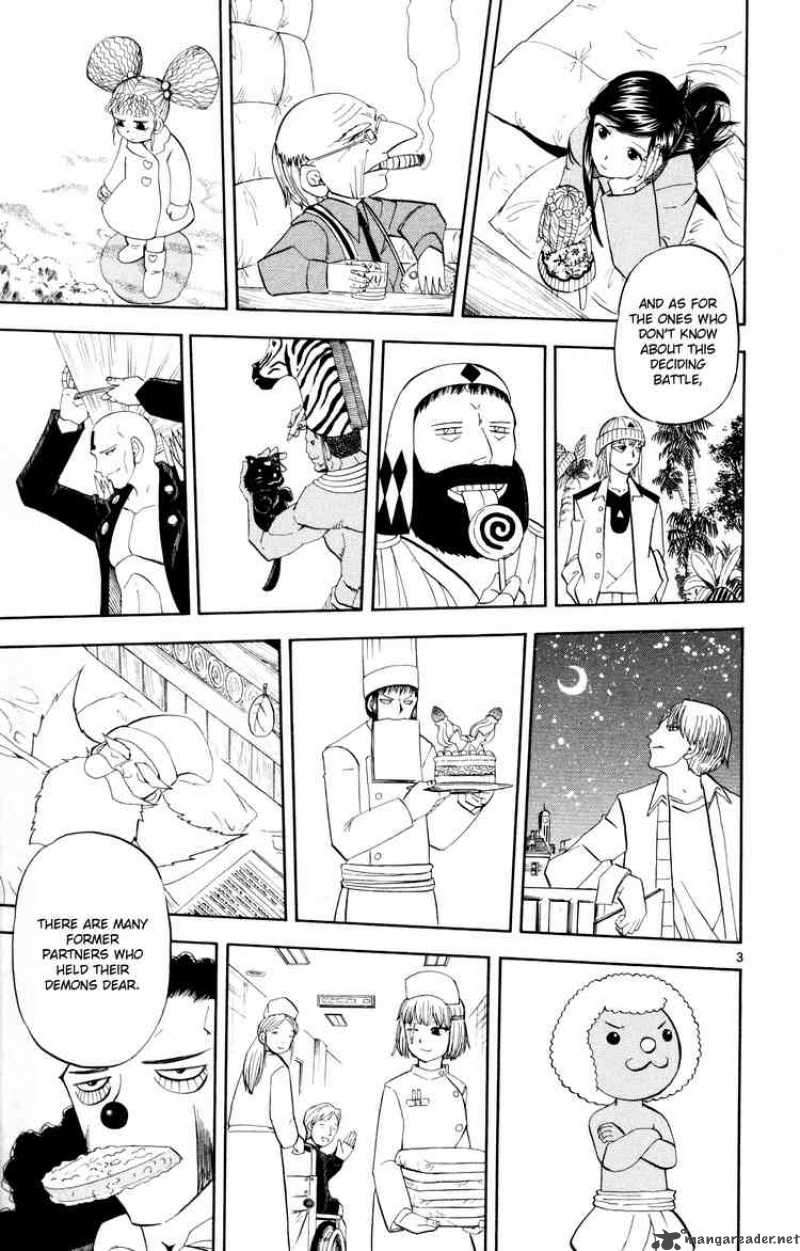 AND AS FOR
THE ONES WHO
DON'T KNOW
ABOUT THIS
DECIDING
BATTLE,
THERE ARE MANY
FORMER
PARTNERS WHO
HELD THEIR
DEMONS DEAR.
3
mangareader.net